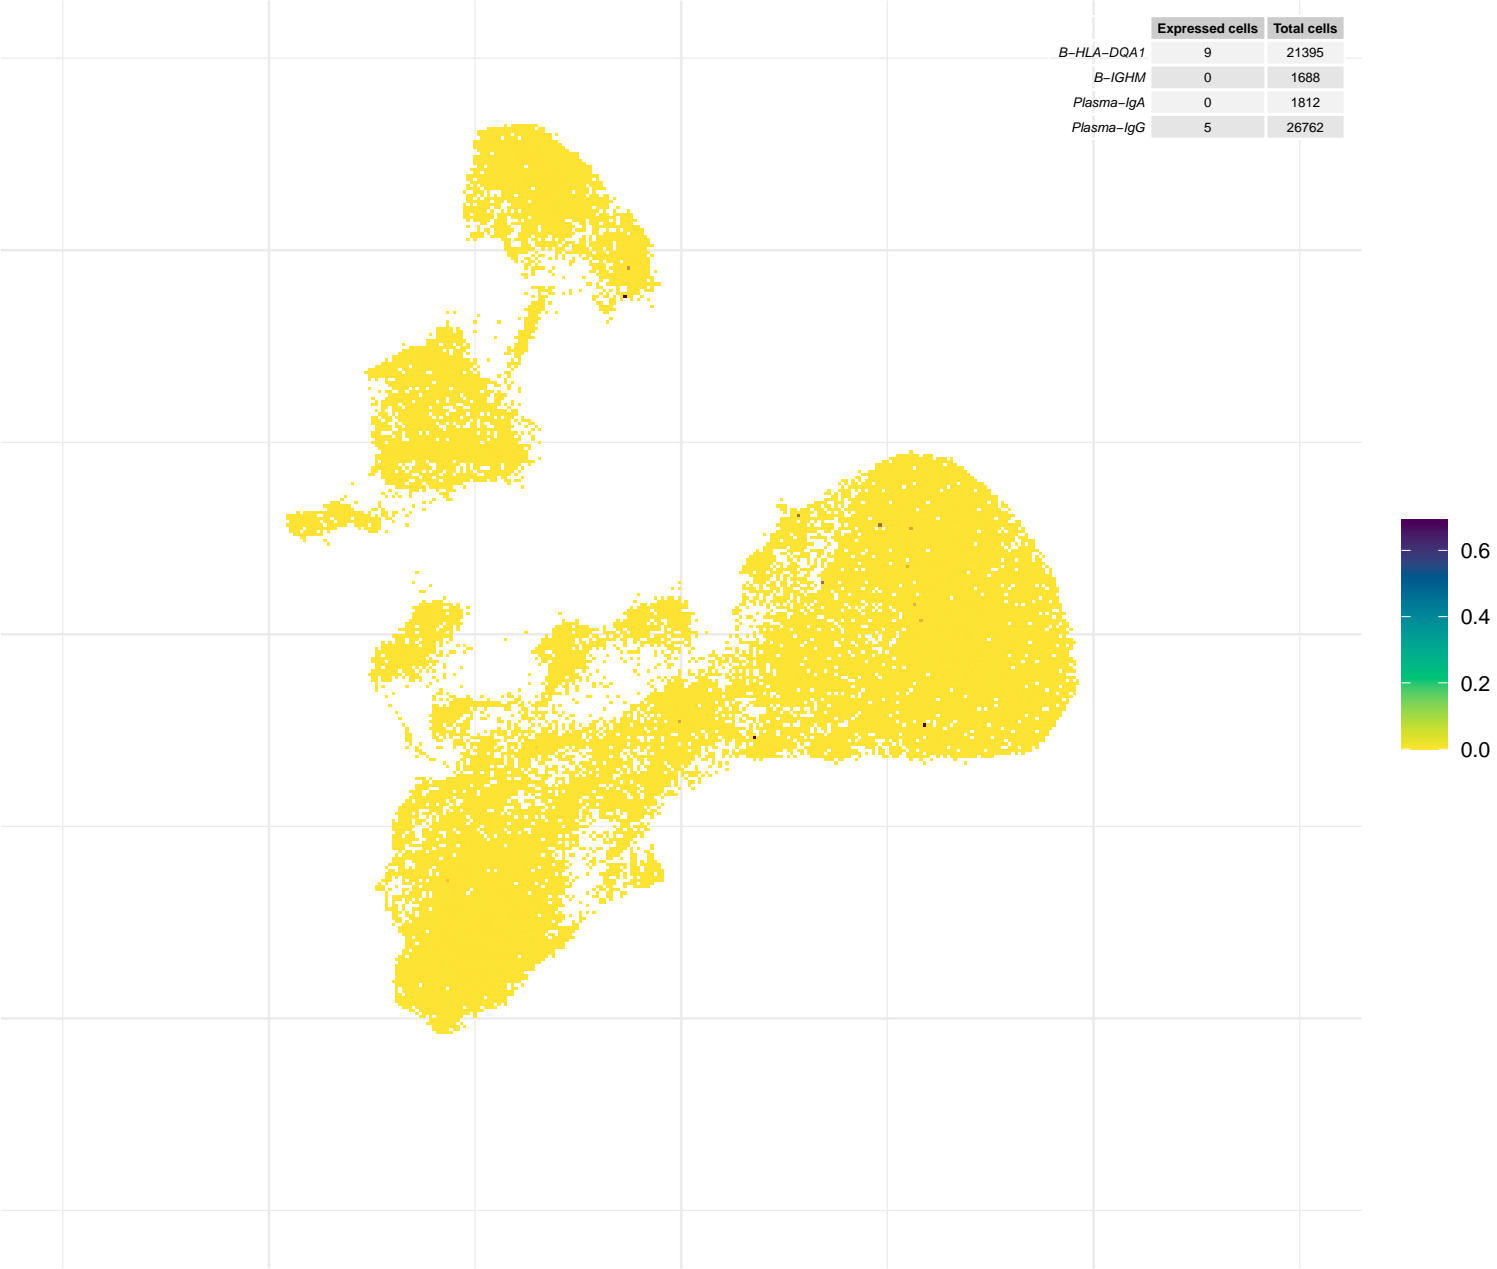 Expressed cells Total cells
B−HLA−DQA1 9 21395
B−IGHM 0 1688
Plasma−IgA 0 1812
Plasma−IgG 5 26762
0.6
0.4
0.2
0.0